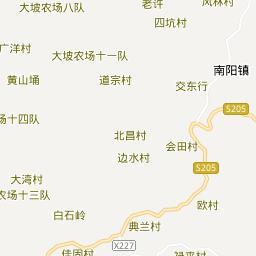 大坡农场八队
老许
凤林村
四坑村
广洋村
大坡农场十一队
南阳镇
黄山埇
道宗村
交东行
S205
场十四队
北昌村
会田村
边水村
S205
大湾村
农场十三队
欧村
白石岭
典兰村
X227
佳固村